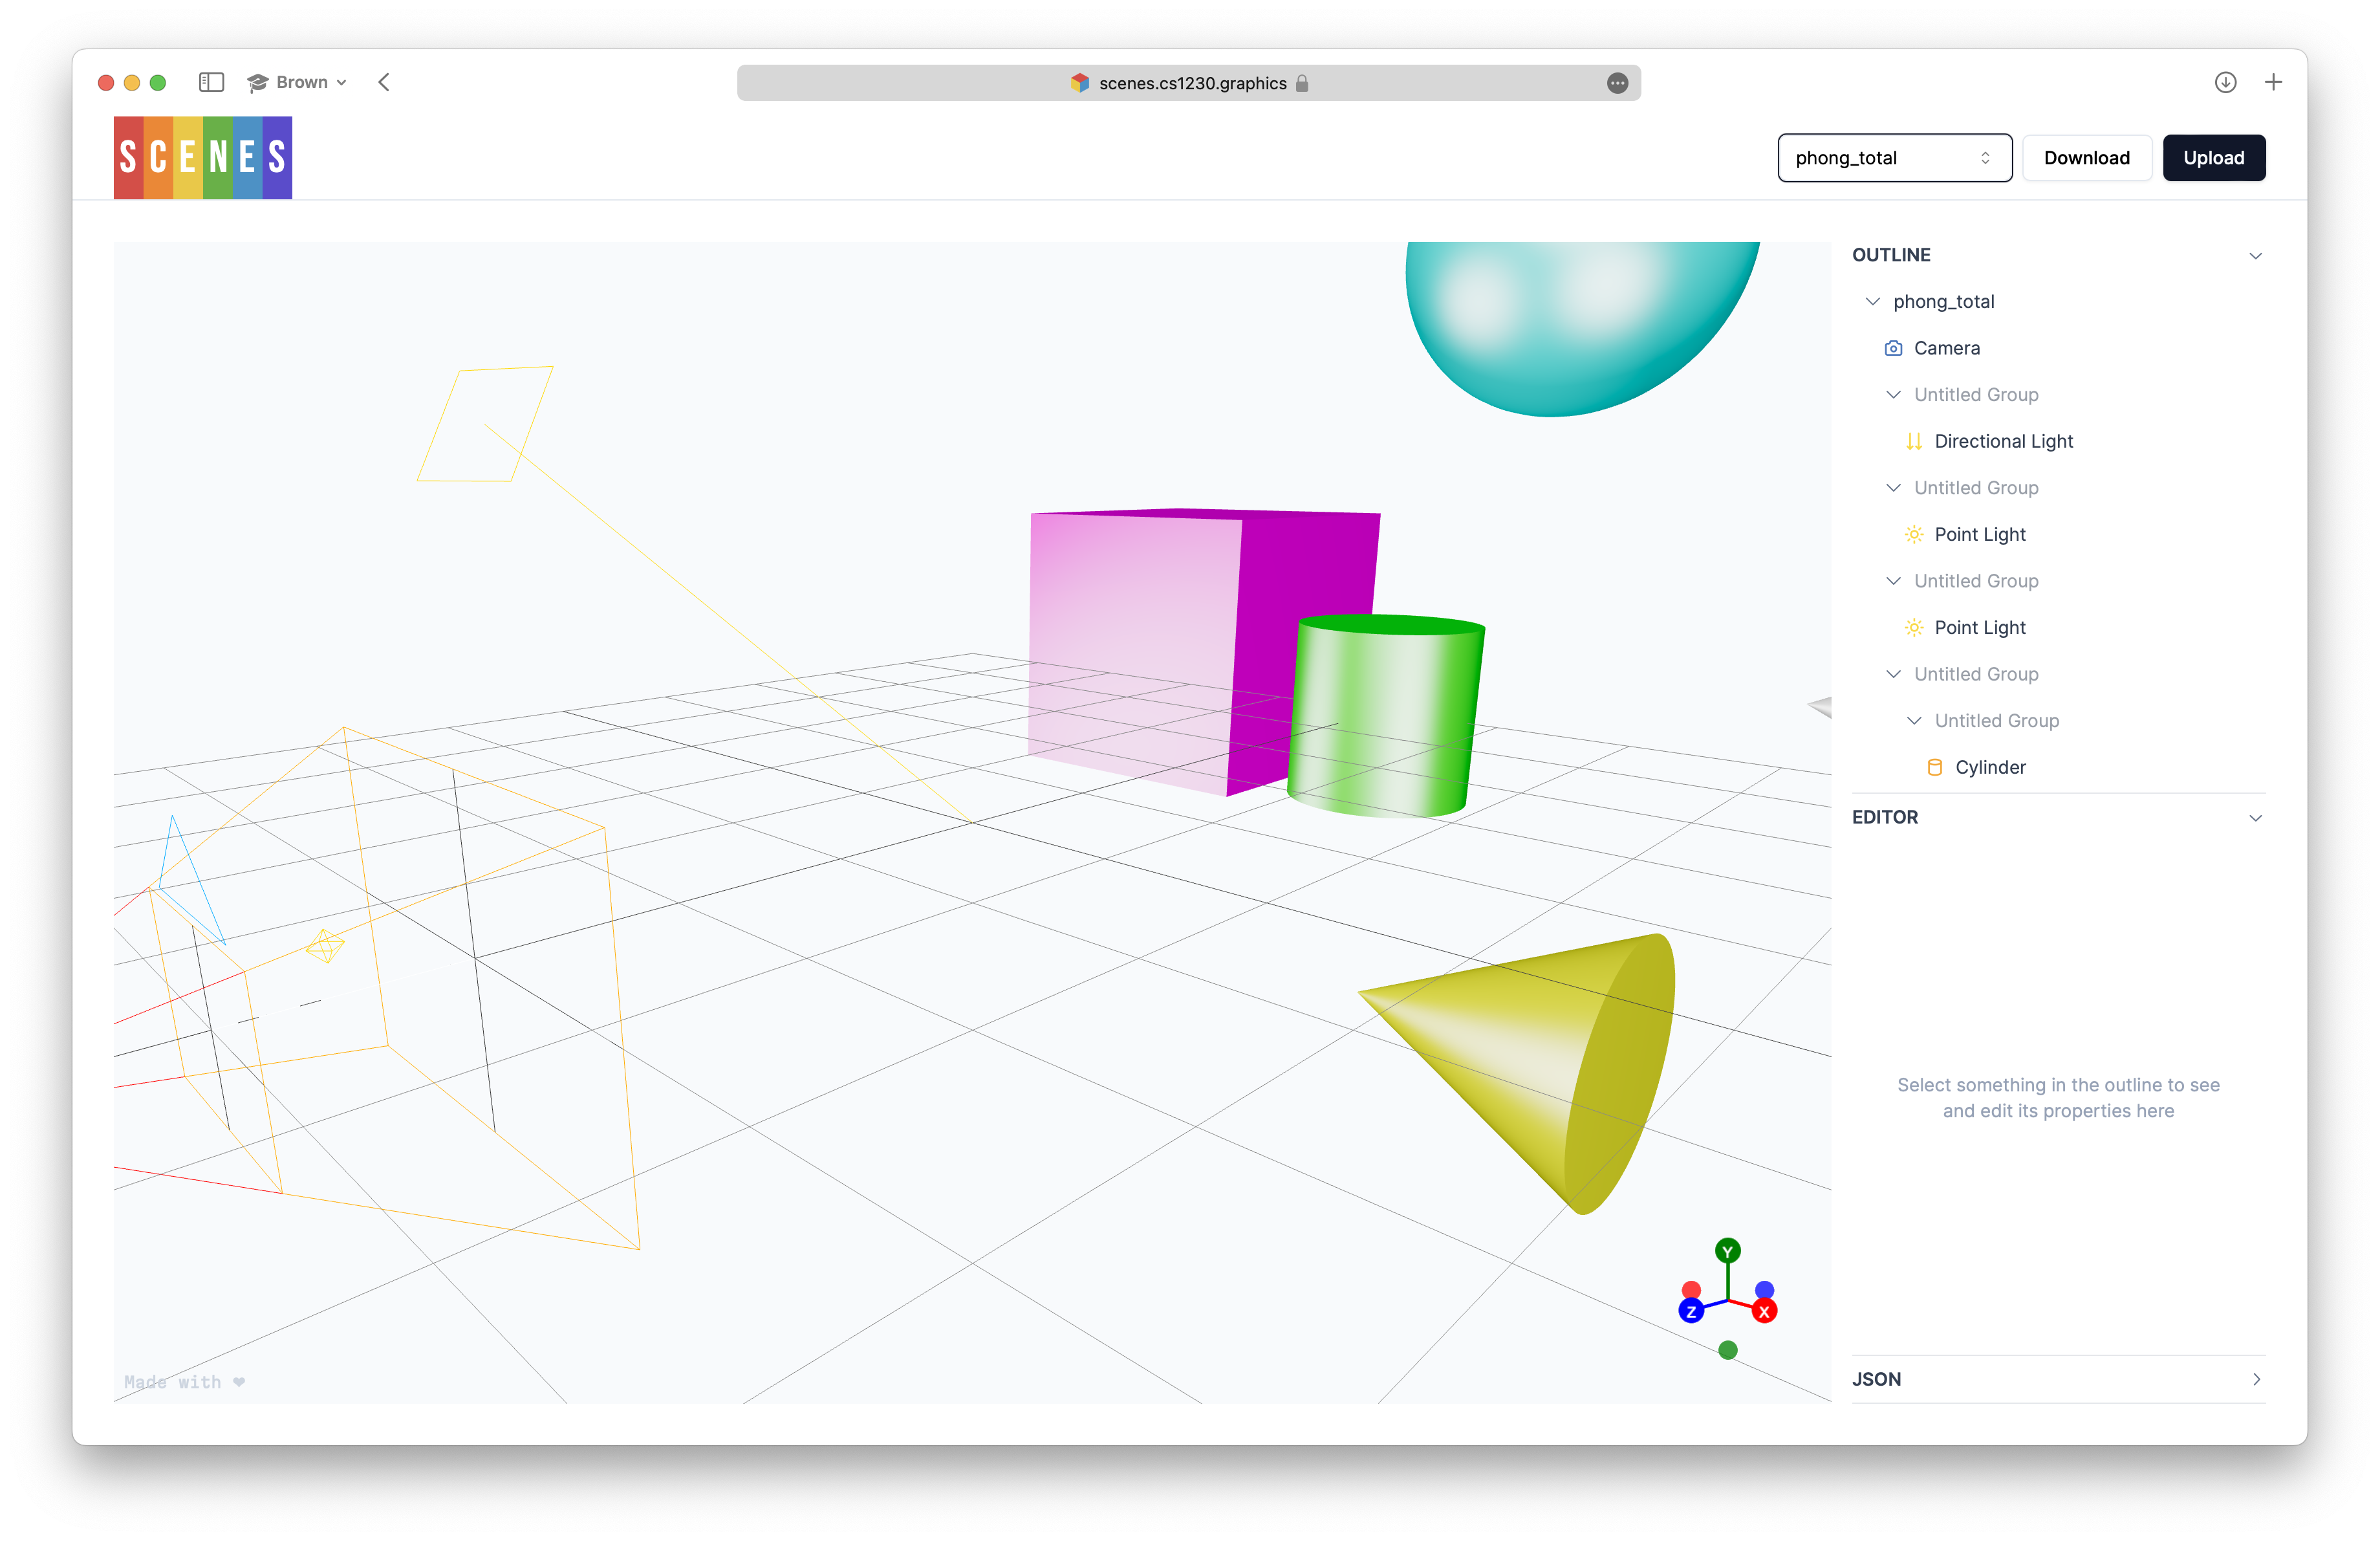 Brown
scenes.cs1230.graphics
SCENES
phong_total
Download
Upload
OUTLINE
phong_total
Camera
Untitled Group
Directional Light
Untitled Group
Point Light
Untitled Group
Point Light
Untitled Group
Untitled Group
Cylinder
EDITOR
Select something in the outline to see
and edit its properties here
Y
Z
X
Made with ❤
JSON